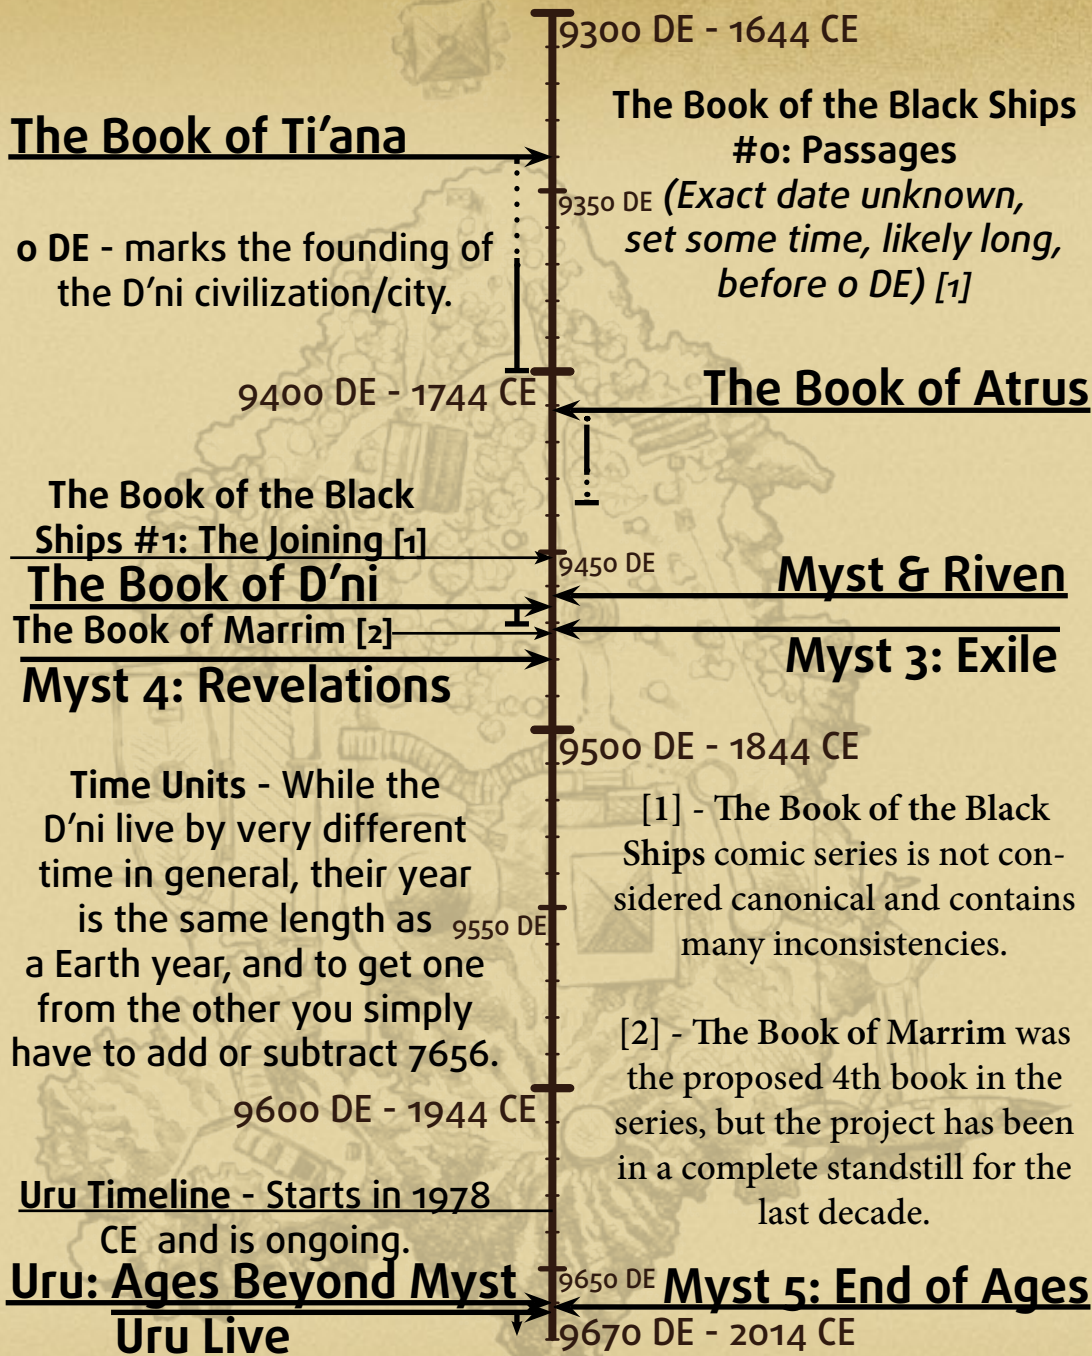 9300 DE - 1644 CE
The Book of the Black Ships
#0: Passages
(Exact date unknown,
set some time, likely long,
before 0 DE) [1]
The Book of Ti'ana
9350 DE
0 DE - marks the founding of
the D'ni civilization/city.
9400 DE - 1744 CE
The Book of Atrus
The Book of the Black
Ships #1: The Joining [1]
9450 DE
The Book of D'ni
Myst & Riven
The Book of Marrim [2]
Myst 3: Exile
Myst 4: Revelations
9500 DE - 1844 CE
Time Units - While the
D'ni live by very different
time in general, their year
is the same length as
a Earth year, and to get one
from the other you simply
have to add or subtract 7656.
9550 DE
[1] - The Book of the Black
Ships comic series is not con-
sidered canonical and contains
many inconsistencies.
[2] - The Book of Marrim was
the proposed 4th book in the
series, but the project has been
in a complete standstill for the
last decade.
9600 DE - 1944 CE
Uru Timeline - Starts in 1978
CE and is ongoing.
Uru: Ages Beyond Myst
9650 DE
Myst 5: End of Ages
Uru Live
9670 DE - 2014 CE